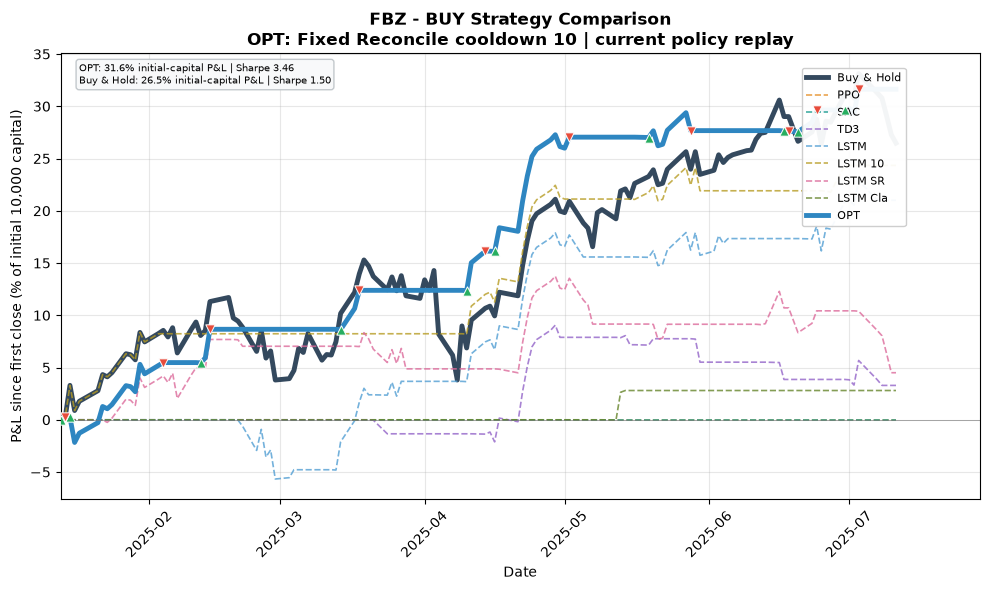 FBZ - BUY Strategy Comparison
OPT: Fixed Reconcile cooldown 10 | current policy replay
OPT: 31.6% initial-capital P&L | Sharpe 3.46
Buy & Hold: 26.5% initial-capital P&L | Sharpe 1.50
Buy & Hold
PPO
SAC
TD3
LSTM
LSTM 10
LSTM SR
LSTM Cla
OPT
P&L since first close (% of initial 10,000 capital)
35
30
25
20
15
10
5
0
−5
2025-02
2025-03
2025-04
2025-05
2025-06
2025-07
Date